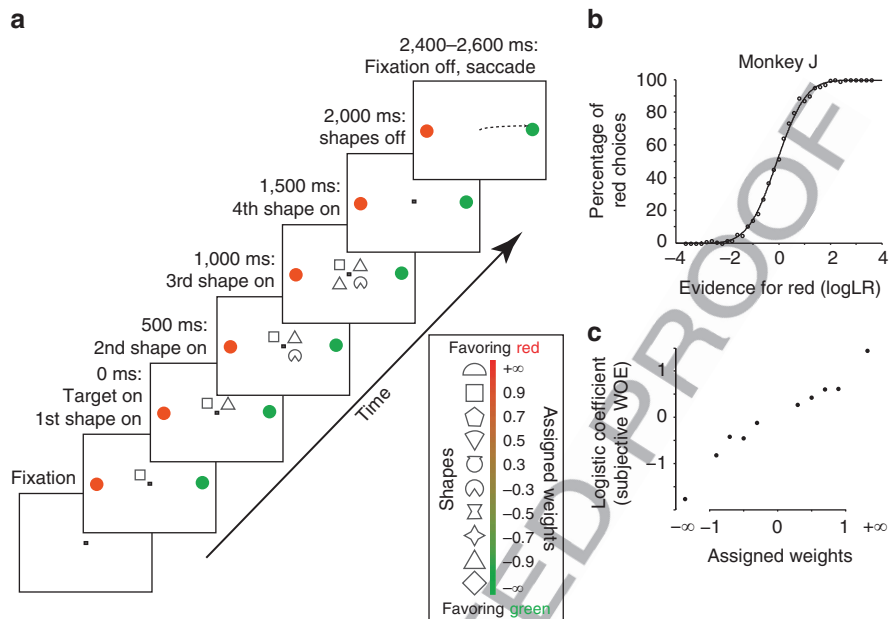 a
2,400–2,600 ms:
Fixation off, saccade
2,000 ms:
shapes off
1,500 ms:
4th shape on
1,000 ms:
3rd shape on
500 ms:
2nd shape on
0 ms:
Target on
1st shape on
Fixation
Time
Favoring red
+∞
0.9
0.7
0.5
0.3
–0.3
–0.5
–0.7
–0.9
–∞
Favoring green
Shapes
Assigned weights
b
Monkey J
Percentage of
red choices
100
80
60
40
20
0
–4
–2
0
2
4
Evidence for red (logLR)
c
Logistic coefficient
(subjective WOE)
1
0
–1
–∞
–1
0
1
+∞
Assigned weights
ED PROOF